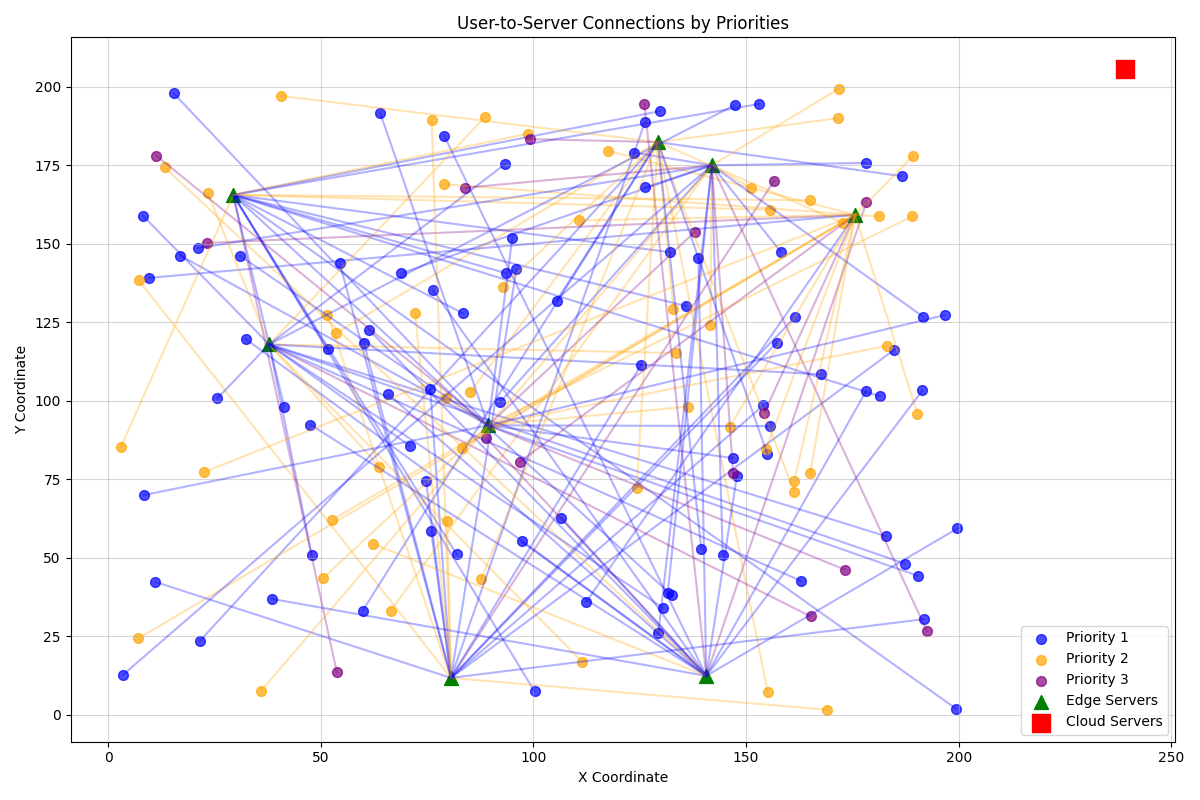 User-to-Server Connections by Priorities
Y Coordinate
200
175
150
125
100
75
50
25
0
0 50 100 150 200 250
X Coordinate
Priority 1
Priority 2
Priority 3
Edge Servers
Cloud Servers